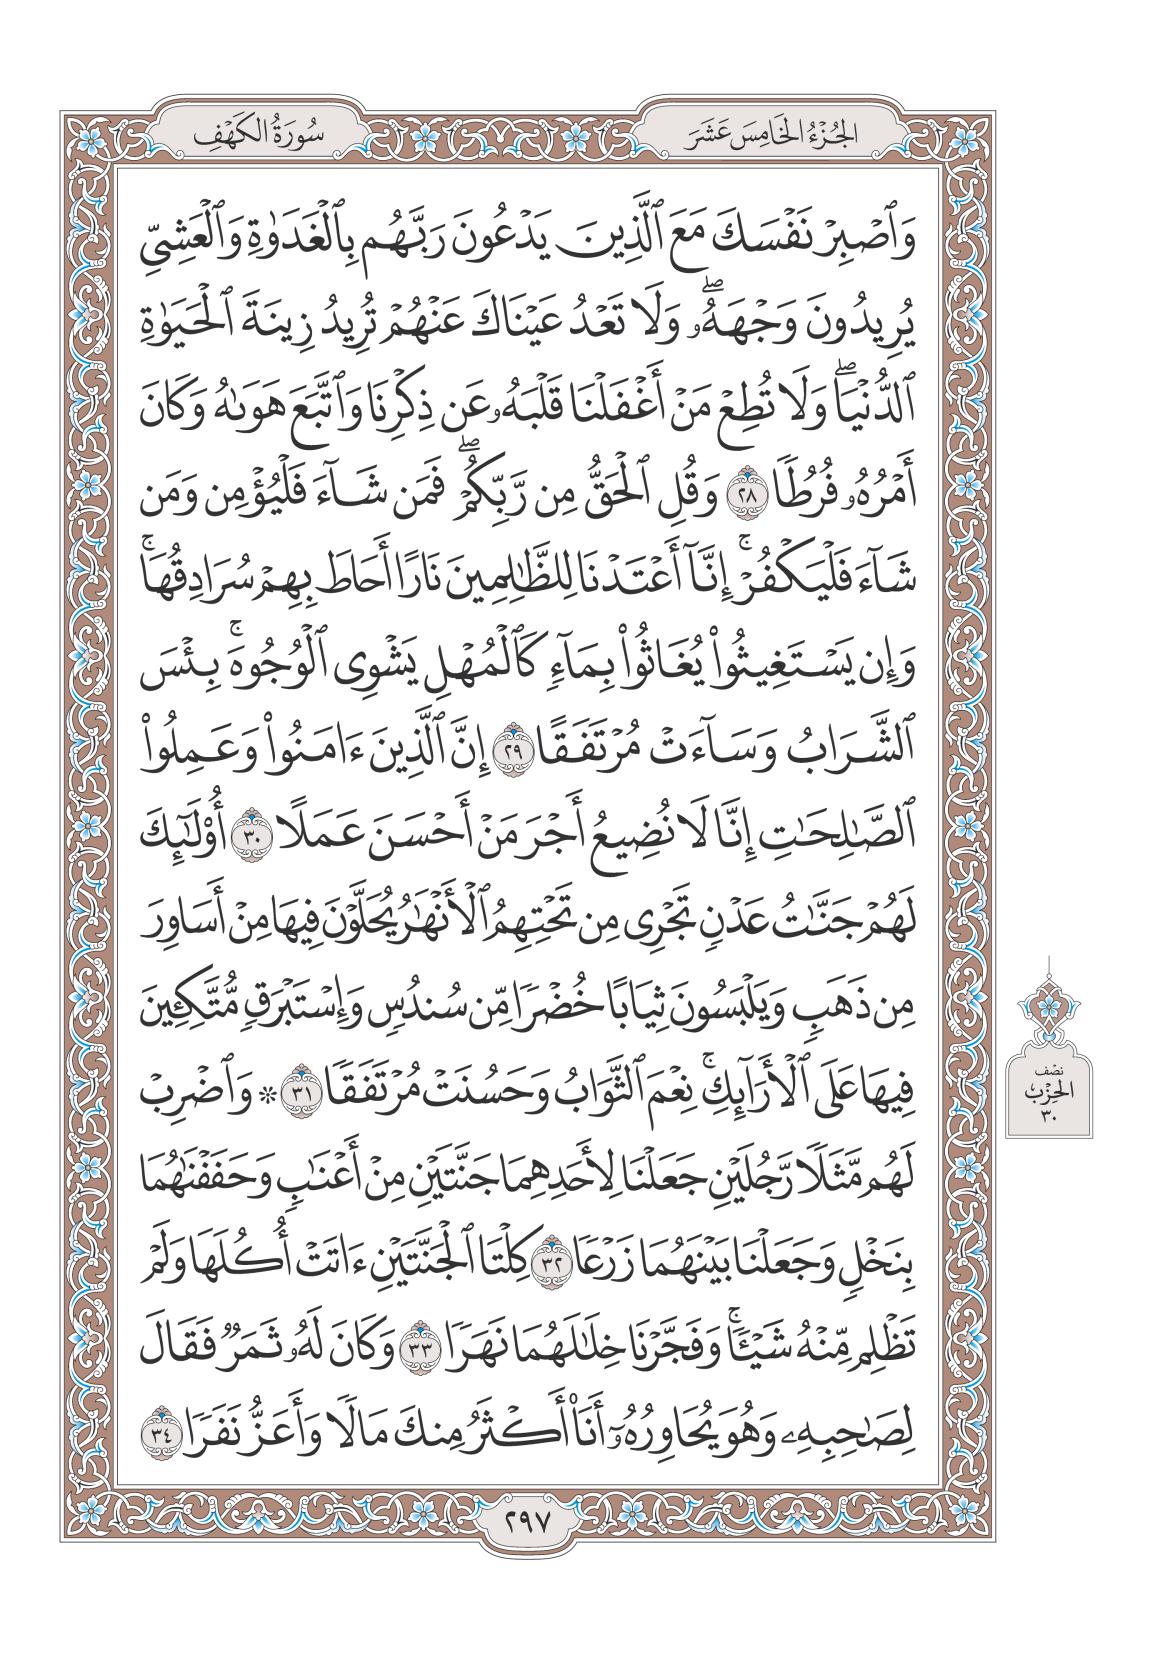 الجُزْءُ الخَامِسَ عَشَرَ
سُورَةُ الكَهْفِ
وَٱصْبِرْ نَفْسَكَ مَعَ ٱلَّذِينَ يَدْعُونَ رَبَّهُم بِٱلْغَدَوٰةِ وَٱلْعَشِيِّ
يُرِيدُونَ وَجْهَهُۥۖ وَلَا تَعْدُ عَيْنَاكَ عَنْهُمْ تُرِيدُ زِينَةَ ٱلْحَيَوٰةِ
ٱلدُّنْيَاۖ وَلَا تُطِعْ مَنْ أَغْفَلْنَا قَلْبَهُۥ عَن ذِكْرِنَا وَٱتَّبَعَ هَوَىٰهُ وَكَانَ
أَمْرُهُۥ فُرُطًا ٢٨ وَقُلِ ٱلْحَقُّ مِن رَّبِّكُمْۖ فَمَن شَآءَ فَلْيُؤْمِن وَمَن
شَآءَ فَلْيَكْفُرْۚ إِنَّآ أَعْتَدْنَا لِلظَّٰلِمِينَ نَارًا أَحَاطَ بِهِمْ سُرَادِقُهَاۚ
وَإِن يَسْتَغِيثُوا۟ يُغَاثُوا۟ بِمَآءٍ كَٱلْمُهْلِ يَشْوِى ٱلْوُجُوهَۚ بِئْسَ
ٱلشَّرَابُ وَسَآءَتْ مُرْتَفَقًا ٢٩ إِنَّ ٱلَّذِينَ ءَامَنُوا۟ وَعَمِلُوا۟
ٱلصَّٰلِحَٰتِ إِنَّا لَا نُضِيعُ أَجْرَ مَنْ أَحْسَنَ عَمَلًا ٣٠ أُو۟لَٰٓئِكَ
لَهُمْ جَنَّٰتُ عَدْنٍ تَجْرِى مِن تَحْتِهِمُ ٱلْأَنْهَٰرُ يُحَلَّوْنَ فِيهَا مِنْ أَسَاوِرَ
مِن ذَهَبٍ وَيَلْبَسُونَ ثِيَابًا خُضْرًا مِّن سُندُسٍ وَإِسْتَبْرَقٍ مُّتَّكِـِٔينَ
فِيهَا عَلَى ٱلْأَرَآئِكِۚ نِعْمَ ٱلثَّوَابُ وَحَسُنَتْ مُرْتَفَقًا ٣١ ۞ وَٱضْرِبْ
لَهُم مَّثَلًا رَّجُلَيْنِ جَعَلْنَا لِأَحَدِهِمَا جَنَّتَيْنِ مِنْ أَعْنَٰبٍ وَحَفَفْنَٰهُمَا
بِنَخْلٍ وَجَعَلْنَا بَيْنَهُمَا زَرْعًا ٣٢ كِلْتَا ٱلْجَنَّتَيْنِ ءَاتَتْ أُكُلَهَا وَلَمْ
تَظْلِم مِّنْهُ شَيْـًٔاۚ وَفَجَّرْنَا خِلَٰلَهُمَا نَهَرًا ٣٣ وَكَانَ لَهُۥ ثَمَرٌ فَقَالَ
لِصَٰحِبِهِۦ وَهُوَ يُحَاوِرُهُۥٓ أَنَا۠ أَكْثَرُ مِنكَ مَالًا وَأَعَزُّ نَفَرًا ٣٤
نصف
الحِزْب
٣٠
٢٩٧